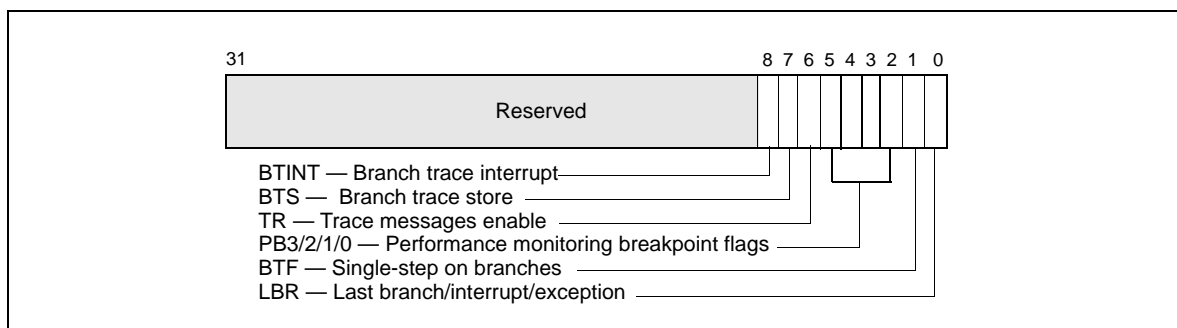 31 8 7 6 5 4 3 2 1 0
Reserved
BTINT — Branch trace interrupt
BTS — Branch trace store
TR — Trace messages enable
PB3/2/1/0 — Performance monitoring breakpoint flags
BTF — Single-step on branches
LBR — Last branch/interrupt/exception